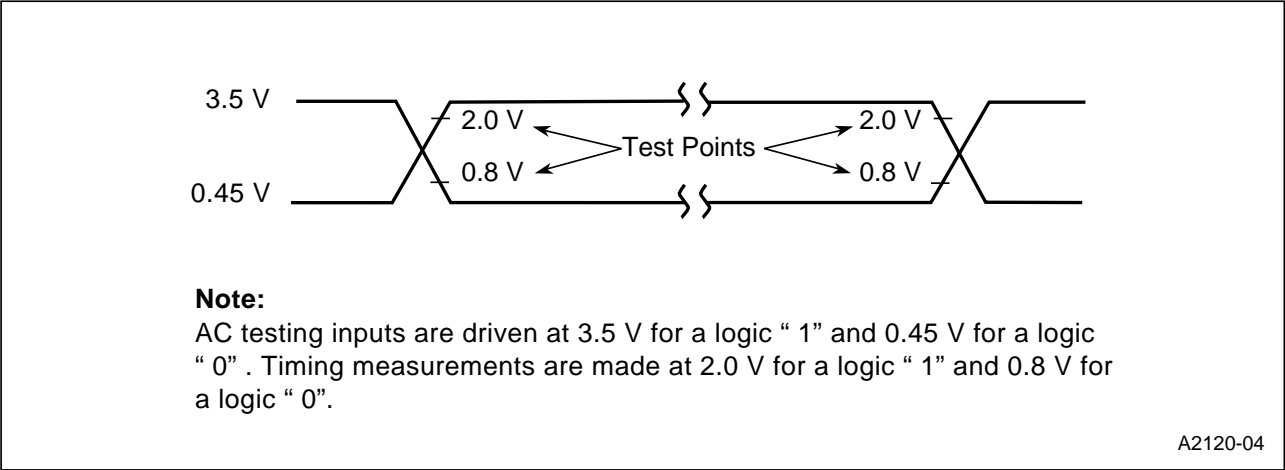 3.5 V
2.0 V
2.0 V
Test Points
0.8 V
0.8 V
0.45 V
Note:
AC testing inputs are driven at 3.5 V for a logic “ 1” and 0.45 V for a logic
“ 0” . Timing measurements are made at 2.0 V for a logic “ 1” and 0.8 V for
a logic “ 0”.
A2120-04